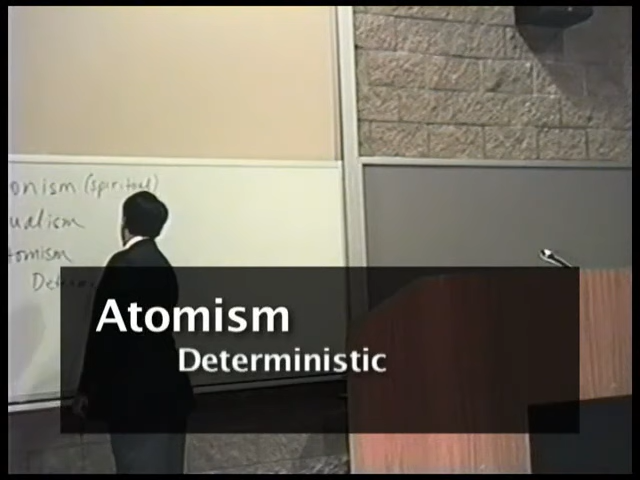 onism (spiritual)
ualism
tomism
Atomism
Deterministic